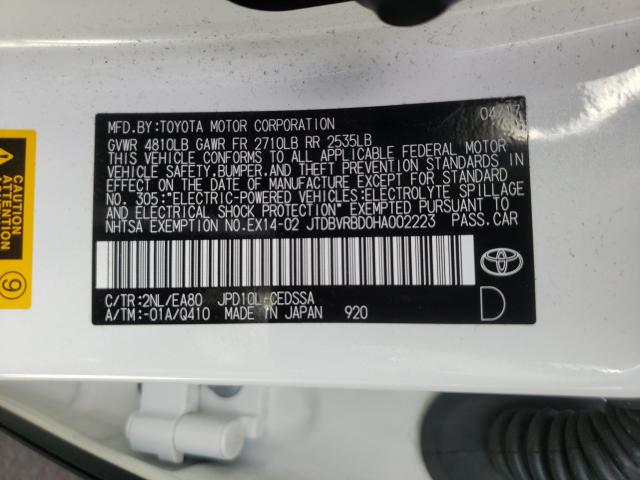 MFD.BY:TOYOTA MOTOR CORPORATION 04/17
GVWR 4810LB GAWR FR 2710LB RR 2535LB
THIS VEHICLE CONFORMS TO ALL APPLICABLE FEDERAL MOTOR
VEHICLE SAFETY,BUMPER,AND THEFT PREVENTION STANDARDS IN
EFFECT ON THE DATE OF MANUFACTURE EXCEPT FOR STANDARD
NO. 305:"ELECTRIC-POWERED VEHICLES:ELECTROLYTE SPILLAGE
AND ELECTRICAL SHOCK PROTECTION" EXEMPTED PURSUANT TO
NHTSA EXEMPTION NO.EX14-02 JTDBVRBD0HA002223 PASS.CAR
C/TR:2NL/EA80 JPD10L-CEDSSA
A/TM:-01A/Q410 MADE IN JAPAN 920
D
CAUTION
ATTENTION
9